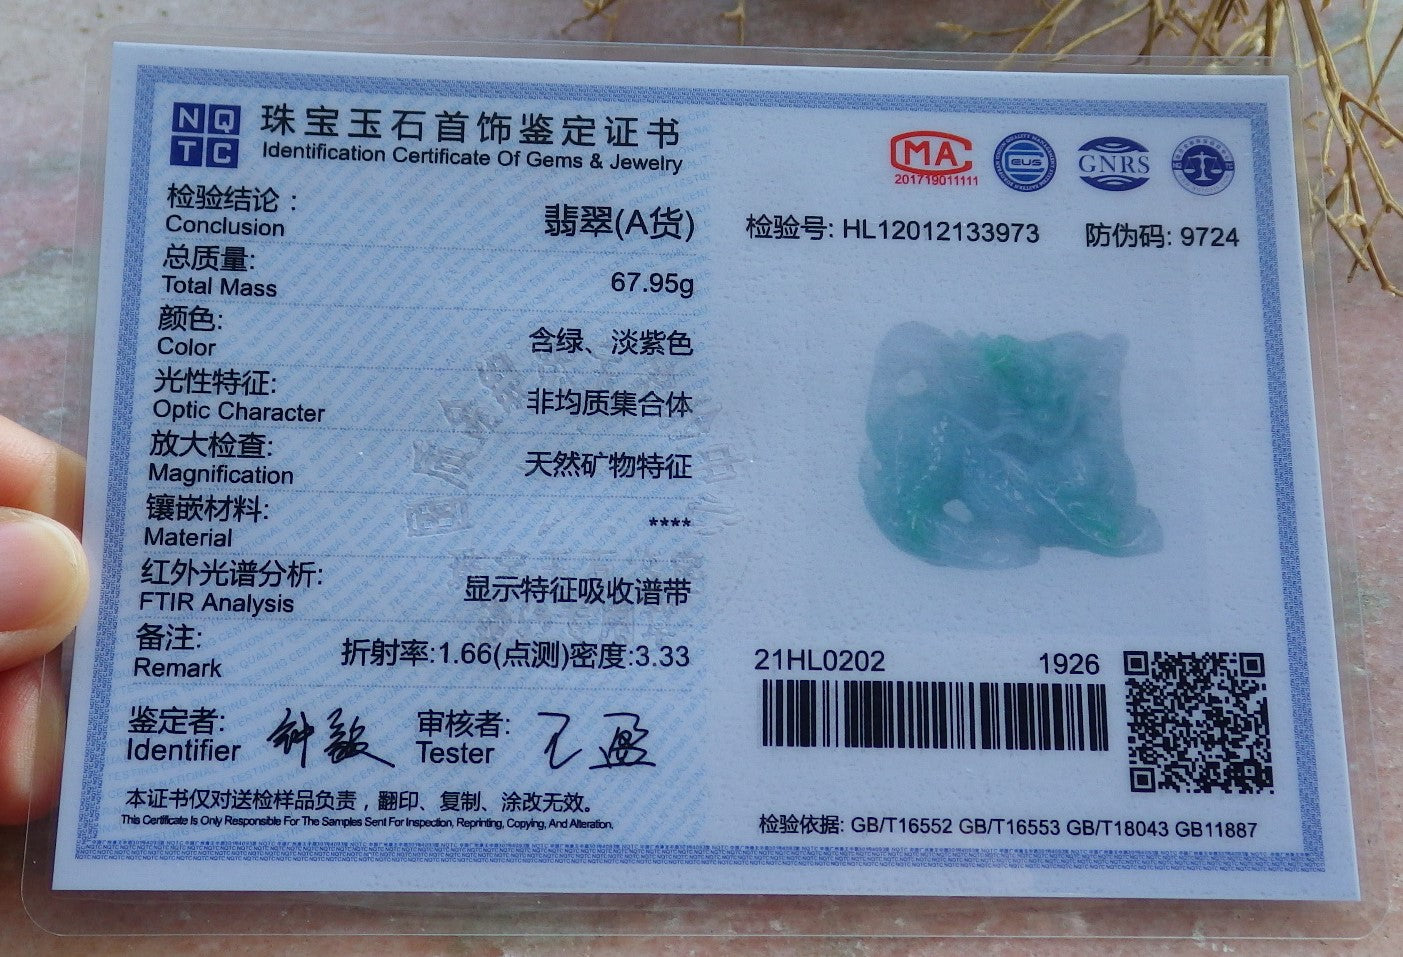 NQ
TC
珠宝玉石首饰鉴定证书
Identification Certificate Of Gems & Jewelry
检验结论：
Conclusion
翡翠(A货)
总质量:
Total Mass
67.95g
颜色:
Color
含绿、淡紫色
光性特征:
Optic Character
非均质集合体
放大检查:
Magnification
天然矿物特征
镶嵌材料:
Material
****
红外光谱分析:
FTIR Analysis
显示特征吸收谱带
备注:
Remark
折射率:1.66(点测)密度:3.33
鉴定者:
Identifier
审核者:
Tester
本证书仅对送检样品负责，翻印、复制、涂改无效。
This Certificate Is Only Responsible For The Samples Sent For Inspection, Reprinting, Copying, And Alteration.
MA
201719011111
CEUS
GNRS
检验号: HL12012133973
防伪码: 9724
21HL0202
1926
检验依据: GB/T16552 GB/T16553 GB/T18043 GB11887